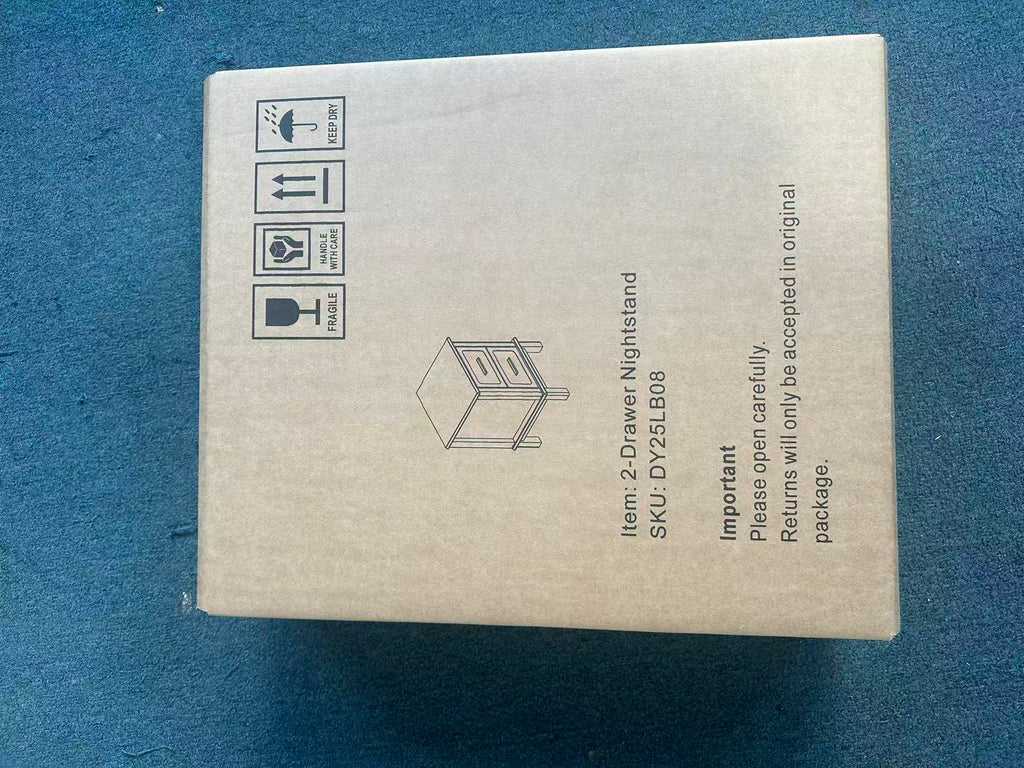 FRAGILE
HANDLE
WITH CARE
KEEP DRY
Item: 2-Drawer Nightstand
SKU: DY25LB08
Important
Please open carefully.
Returns will only be accepted in original
package.